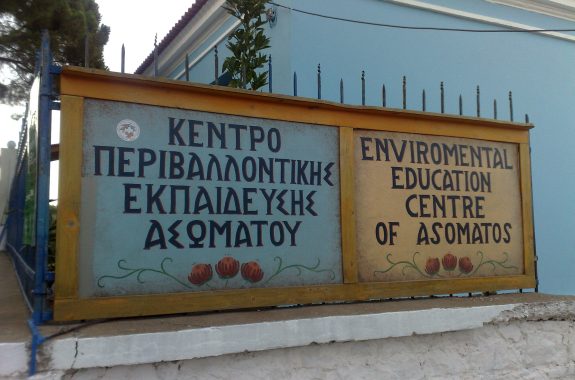 ΚΕΝΤΡΟ
ΠΕΡΙΒΑΛΛΟΝΤΙΚΗΣ
ΕΚΠΑΙΔΕΥΣΗΣ
ΑΣΩΜΑΤΟΥ
ENVIROMENTAL
EDUCATION
CENTRE
OF ASOMATOS